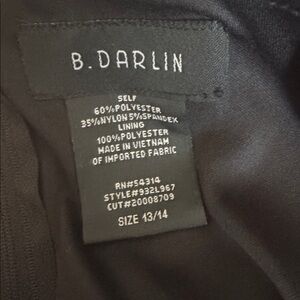 B.DARLIN
SELF
60%POLYESTER
35%NYLON 5%SPANDEX
LINING
100%POLYESTER
MADE IN VIETNAM
OF IMPORTED FABRIC
RN#54314
STYLE#932L967
CUT#20008709
SIZE 13/14